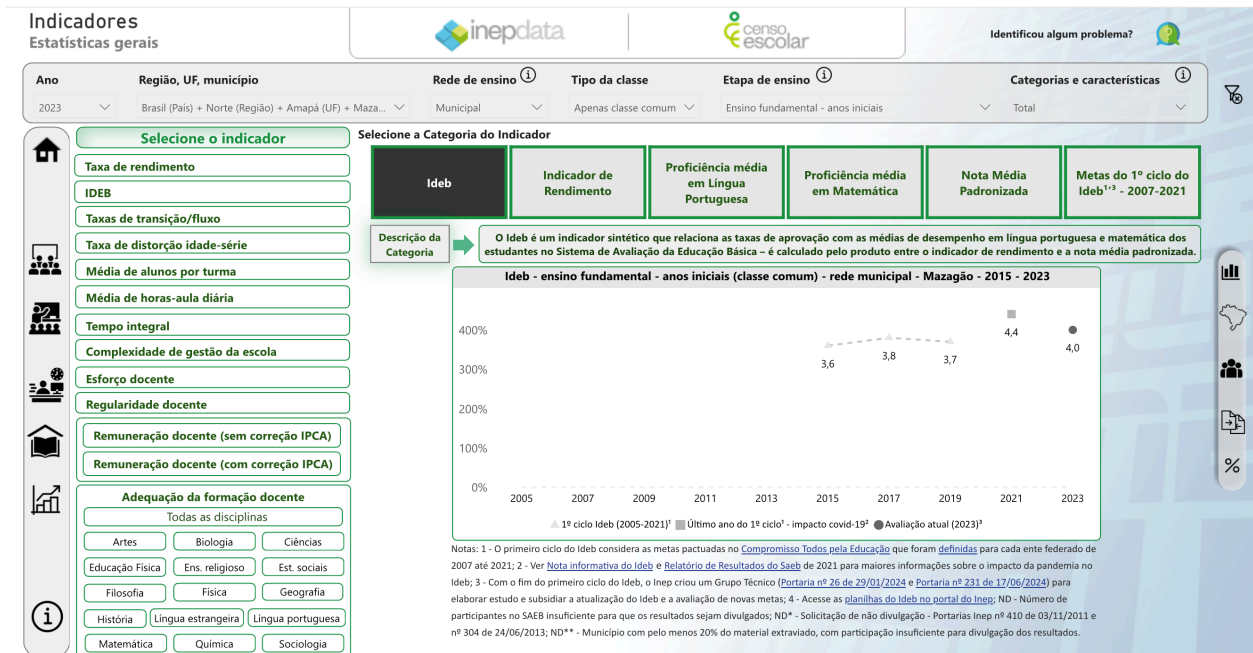 Indicadores
Estatísticas gerais
inepdata
censo escolar
Identificou algum problema?
Ano
Região, UF, município
Rede de ensino
Tipo da classe
Etapa de ensino
Categorias e características
2023
Brasil (País) + Norte (Região) + Amapá (UF) + Maza...
Municipal
Apenas classe comum
Ensino fundamental - anos iniciais
Total
Selecione o indicador
Taxa de rendimento
IDEB
Taxas de transição/fluxo
Taxa de distorção idade-série
Média de alunos por turma
Média de horas-aula diária
Tempo integral
Complexidade de gestão da escola
Esforço docente
Regularidade docente
Remuneração docente (sem correção IPCA)
Remuneração docente (com correção IPCA)
Adequação da formação docente
Todas as disciplinas
Artes
Biologia
Ciências
Educação Física
Ens. religioso
Est. sociais
Filosofia
Física
Geografia
História
Língua estrangeira
Língua portuguesa
Matemática
Química
Sociologia
Selecione a Categoria do Indicador
Ideb
Indicador de
Rendimento
Proficiência média
em Língua
Portuguesa
Proficiência média
em Matemática
Nota Média
Padronizada
Metas do 1º ciclo do
Ideb¹'³ - 2007-2021
Descrição da
Categoria
O Ideb é um indicador sintético que relaciona as taxas de aprovação com as médias de desempenho em língua portuguesa e matemática dos
estudantes no Sistema de Avaliação da Educação Básica – é calculado pelo produto entre o indicador de rendimento e a nota média padronizada.
Ideb - ensino fundamental - anos iniciais (classe comum) - rede municipal - Mazagão - 2015 - 2023
400%
300%
200%
100%
0%
3,6
3,8
3,7
4,4
4,0
2005 2007 2009 2011 2013 2015 2017 2019 2021 2023
1º ciclo Ideb (2005-2021)¹ Último ano do 1º ciclo¹ - impacto covid-19² Avaliação atual (2023)³
Notas: 1 - O primeiro ciclo do Ideb considera as metas pactuadas no Compromisso Todos pela Educação que foram definidas para cada ente federado de
2007 até 2021; 2 - Ver Nota informativa do Ideb e Relatório de Resultados do Saeb de 2021 para maiores informações sobre o impacto da pandemia no
Ideb; 3 - Com o fim do primeiro ciclo do Ideb, o Inep criou um Grupo Técnico (Portaria nº 26 de 29/01/2024 e Portaria nº 231 de 17/06/2024) para
elaborar estudo e subsidiar a atualização do Ideb e a avaliação de novas metas; 4 - Acesse as planilhas do Ideb no portal do Inep; ND - Número de
participantes no SAEB insuficiente para que os resultados sejam divulgados; ND* - Solicitação de não divulgação - Portarias Inep nº 410 de 03/11/2011 e
nº 304 de 24/06/2013; ND** - Município com pelo menos 20% do material extraviado, com participação insuficiente para divulgação dos resultados.
%